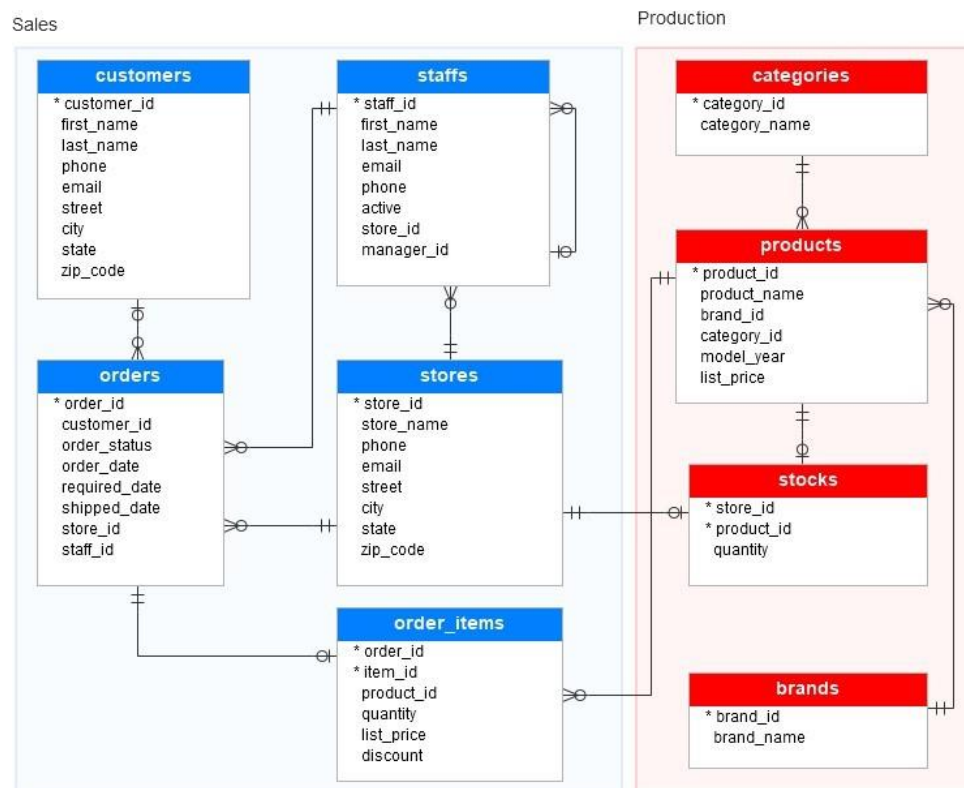 Sales
Production
customers
* customer_id
first_name
last_name
phone
email
street
city
state
zip_code
staffs
* staff_id
first_name
last_name
email
phone
active
store_id
manager_id
categories
* category_id
category_name
products
* product_id
product_name
brand_id
category_id
model_year
list_price
orders
* order_id
customer_id
order_status
order_date
required_date
shipped_date
store_id
staff_id
stores
* store_id
store_name
phone
email
street
city
state
zip_code
stocks
* store_id
* product_id
quantity
order_items
* order_id
* item_id
product_id
quantity
list_price
discount
brands
* brand_id
brand_name